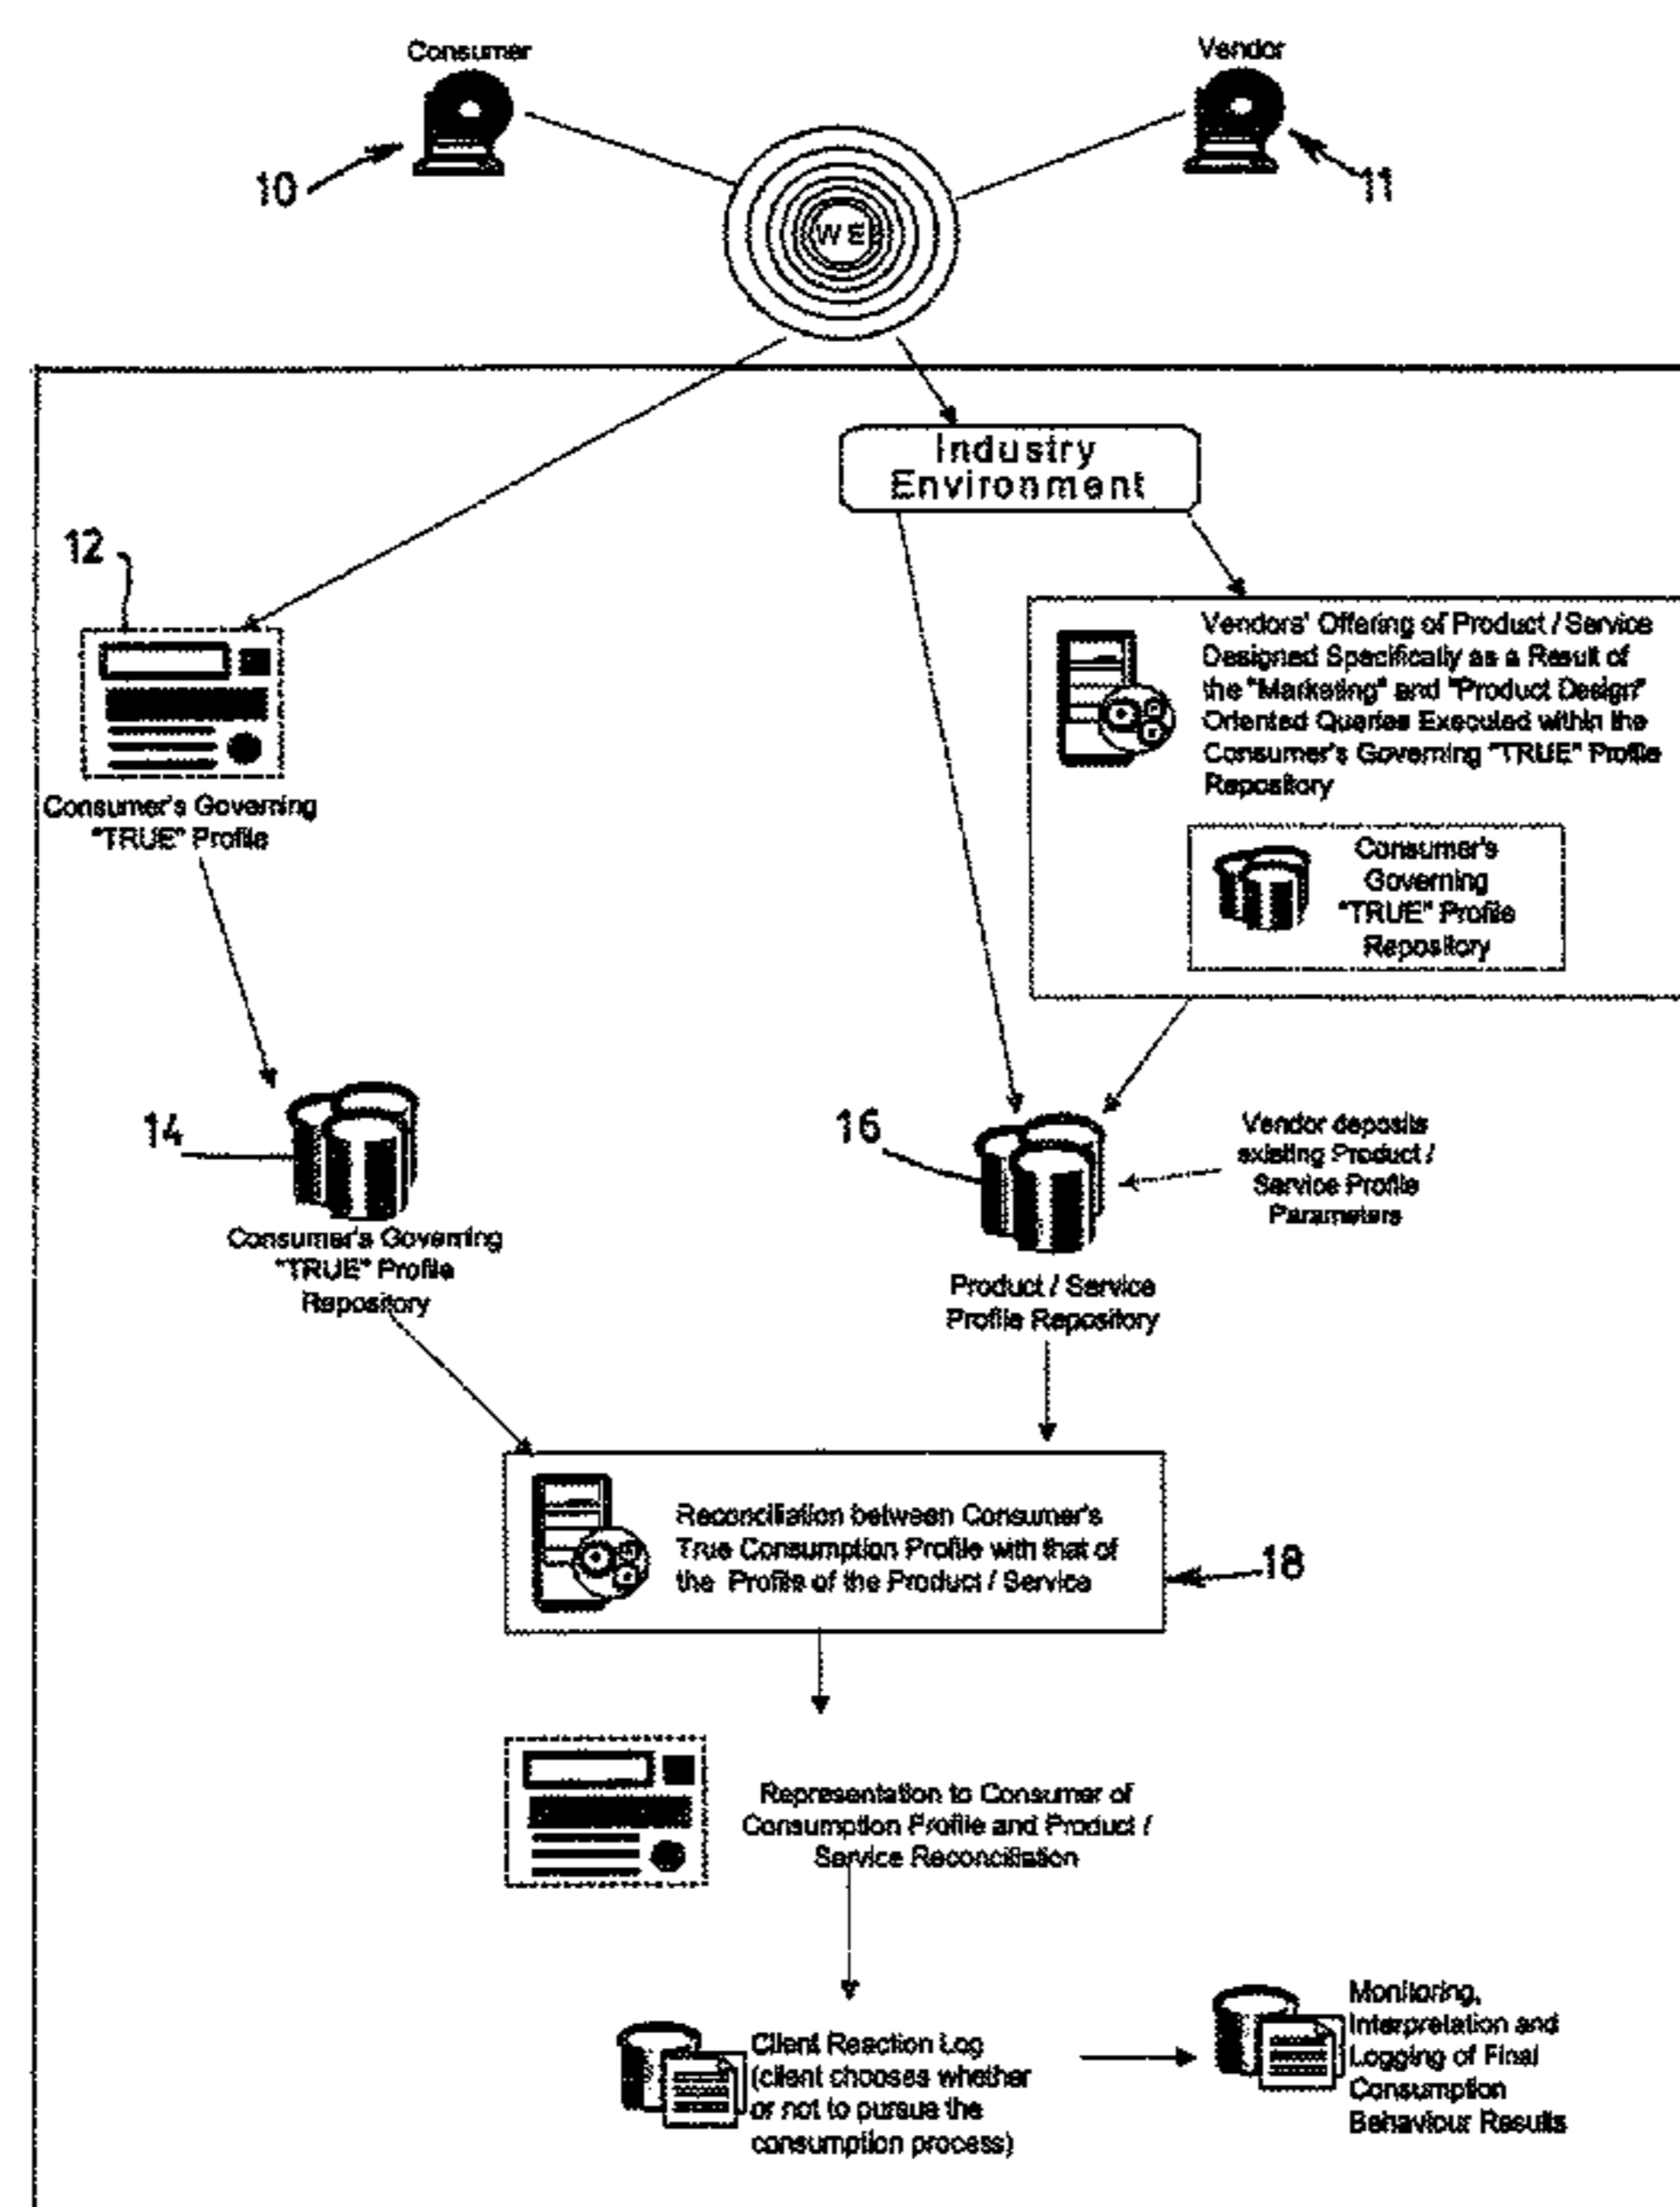 Consumer
Vendor
10
11
WE
Industry
Environment
12
Vendors' Offering of Product / Service
Designed Specifically as a Result of
the "Marketing" and "Product Design"
Oriented Queries Executed within the
Consumer's Governing "TRUE" Profile
Repository
Consumer's Governing
"TRUE" Profile
Consumer's
Governing
"TRUE" Profile
Repository
14
16
Vendor deposits
existing Product /
Service Profile
Parameters
Consumer's Governing
"TRUE" Profile
Repository
Product / Service
Profile Repository
Reconciliation between Consumer's
True Consumption Profile with that of
the Profile of the Product / Service
18
Representation to Consumer of
Consumption Profile and Product /
Service Reconciliation
Client Reaction Log
(client chooses whether
or not to pursue the
consumption process)
Monitoring,
Interpretation and
Logging of Final
Consumption
Behaviour Results